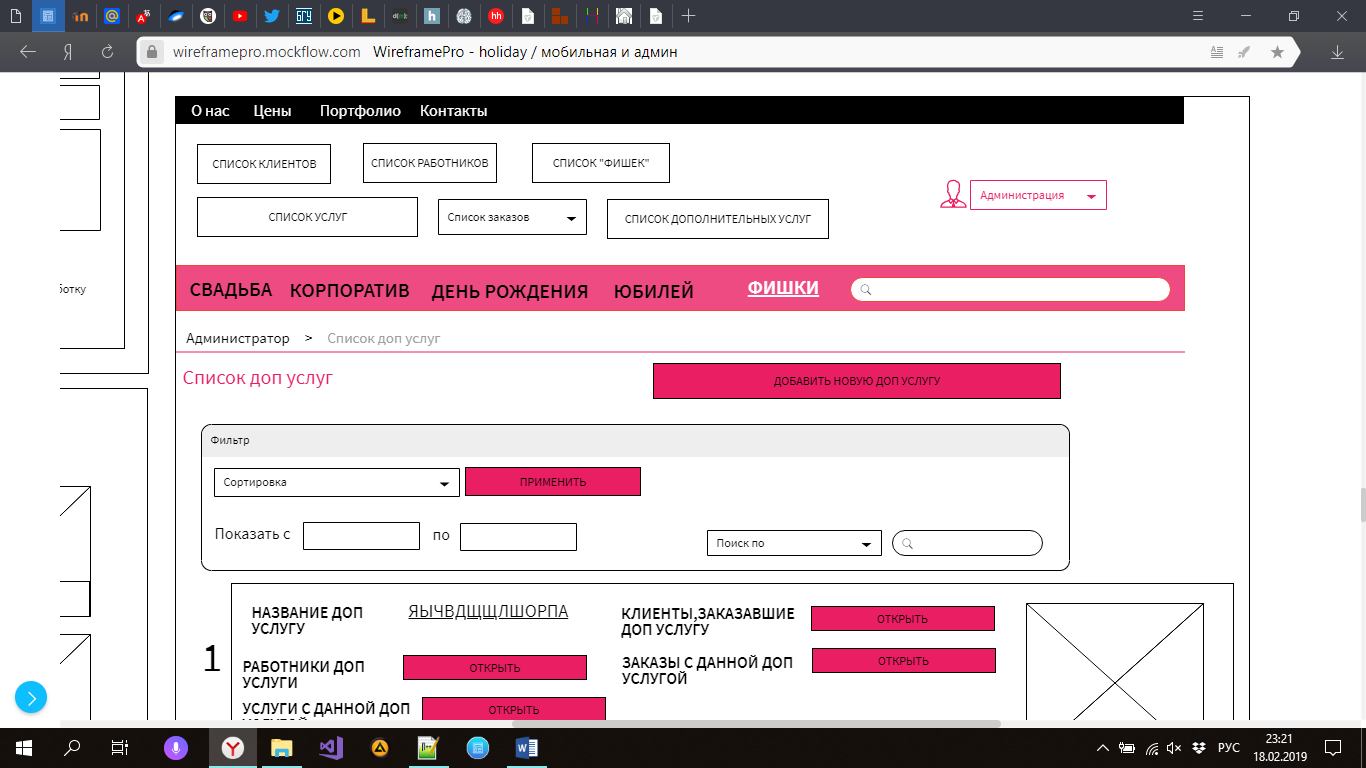 wireframepro.mockflow.com WireframePro - holiday / мобильная и админ
О нас Цены Портфолио Контакты
СПИСОК КЛИЕНТОВ СПИСОК РАБОТНИКОВ СПИСОК "ФИШЕК"
Администрация
СПИСОК УСЛУГ Список заказов СПИСОК ДОПОЛНИТЕЛЬНЫХ УСЛУГ
СВАДЬБА КОРПОРАТИВ ДЕНЬ РОЖДЕНИЯ ЮБИЛЕЙ ФИШКИ
Администратор > Список доп услуг
Список доп услуг
ДОБАВИТЬ НОВУЮ ДОП УСЛУГУ
Фильтр
Сортировка ПРИМЕНИТЬ
Показать с по
Поиск по
1
НАЗВАНИЕ ДОП
УСЛУГУ
ЯЫЧВДЩЩЛШОРПА
КЛИЕНТЫ,ЗАКАЗАВШИЕ
ДОП УСЛУГУ
ОТКРЫТЬ
РАБОТНИКИ ДОП
УСЛУГИ
ОТКРЫТЬ
ЗАКАЗЫ С ДАННОЙ ДОП
УСЛУГОЙ
ОТКРЫТЬ
УСЛУГИ С ДАННОЙ ДОП
ОТКРЫТЬ
РУС
23:21
18.02.2019